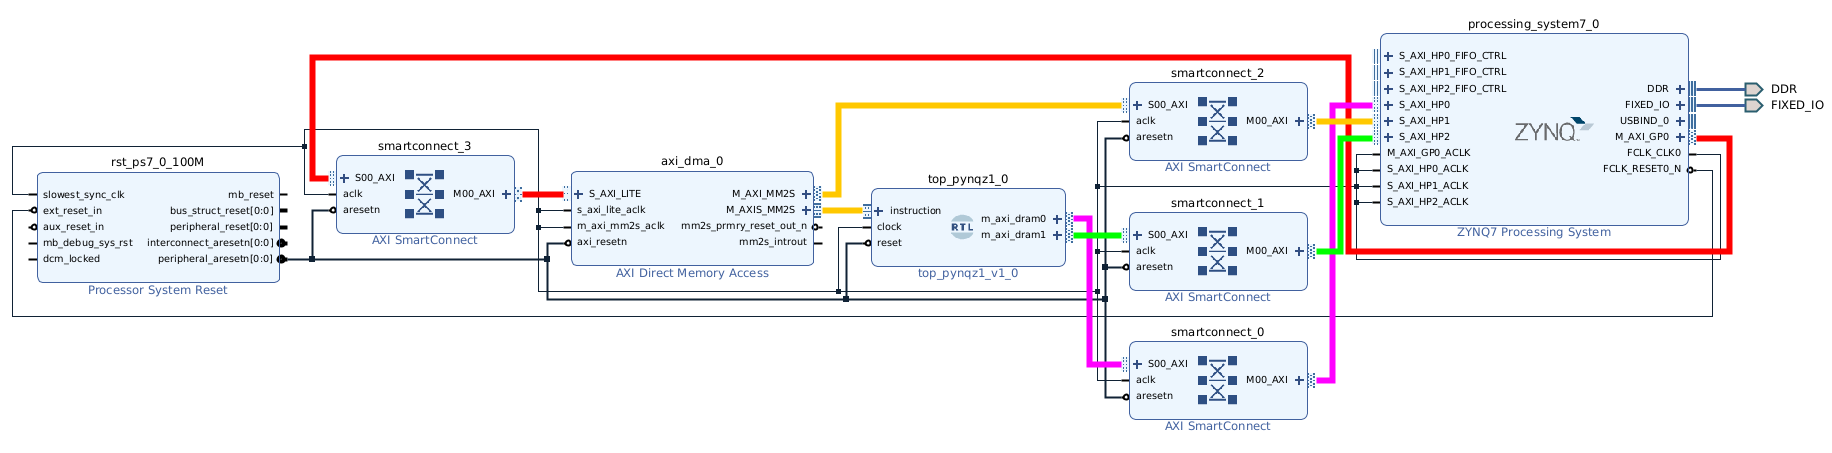 rst_ps7_0_100M
slowest_sync_clk
ext_reset_in
aux_reset_in
mb_debug_sys_rst
dcm_locked
mb_reset
bus_struct_reset[0:0]
peripheral_reset[0:0]
interconnect_aresetn[0:0]
peripheral_aresetn[0:0]
Processor System Reset
smartconnect_3
S00_AXI
aclk
aresetn
M00_AXI
AXI SmartConnect
axi_dma_0
S_AXI_LITE
s_axi_lite_aclk
m_axi_mm2s_aclk
axi_resetn
M_AXI_MM2S
M_AXIS_MM2S
mm2s_prmry_reset_out_n
mm2s_introut
AXI Direct Memory Access
top_pynqz1_0
instruction
clock
reset
RTL
m_axi_dram0
m_axi_dram1
top_pynqz1_v1_0
smartconnect_2
S00_AXI
aclk
aresetn
M00_AXI
AXI SmartConnect
smartconnect_1
S00_AXI
aclk
aresetn
M00_AXI
AXI SmartConnect
smartconnect_0
S00_AXI
aclk
aresetn
M00_AXI
AXI SmartConnect
processing_system7_0
S_AXI_HP0_FIFO_CTRL
S_AXI_HP1_FIFO_CTRL
S_AXI_HP2_FIFO_CTRL
S_AXI_HP0
S_AXI_HP1
S_AXI_HP2
M_AXI_GP0_ACLK
S_AXI_HP0_ACLK
S_AXI_HP1_ACLK
S_AXI_HP2_ACLK
ZYNQ
DDR
FIXED_IO
USBIND_0
M_AXI_GP0
FCLK_CLK0
FCLK_RESET0_N
ZYNQ7 Processing System
DDR
FIXED_IO